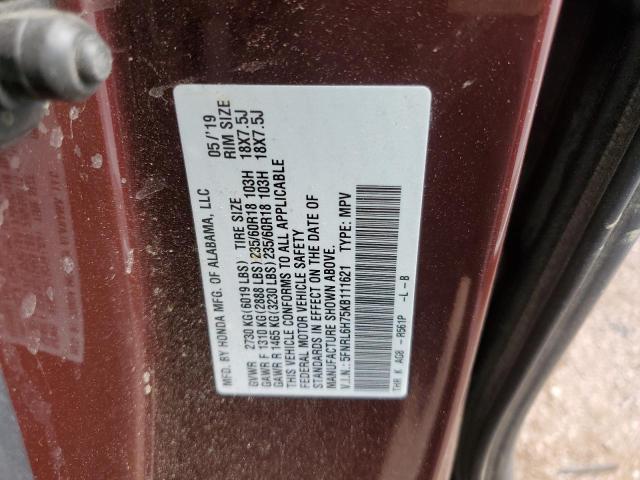 MFD. BY HONDA MFG. OF ALABAMA, LLC 05/'19
TIRE SIZE RIM SIZE
GVWR 2730 KG(6019 LBS)
GAWR F 1310 KG(2888 LBS) 235/60R18 103H 18X7.5J
GAWR R 1465 KG(3230 LBS) 235/60R18 103H 18X7.5J
THIS VEHICLE CONFORMS TO ALL APPLICABLE
FEDERAL MOTOR VEHICLE SAFETY
STANDARDS IN EFFECT ON THE DATE OF
MANUFACTURE SHOWN ABOVE.
V.I.N.: 5FNRL6H75KB111621 TYPE: MPV
THR K AG8 - R561P -L-B